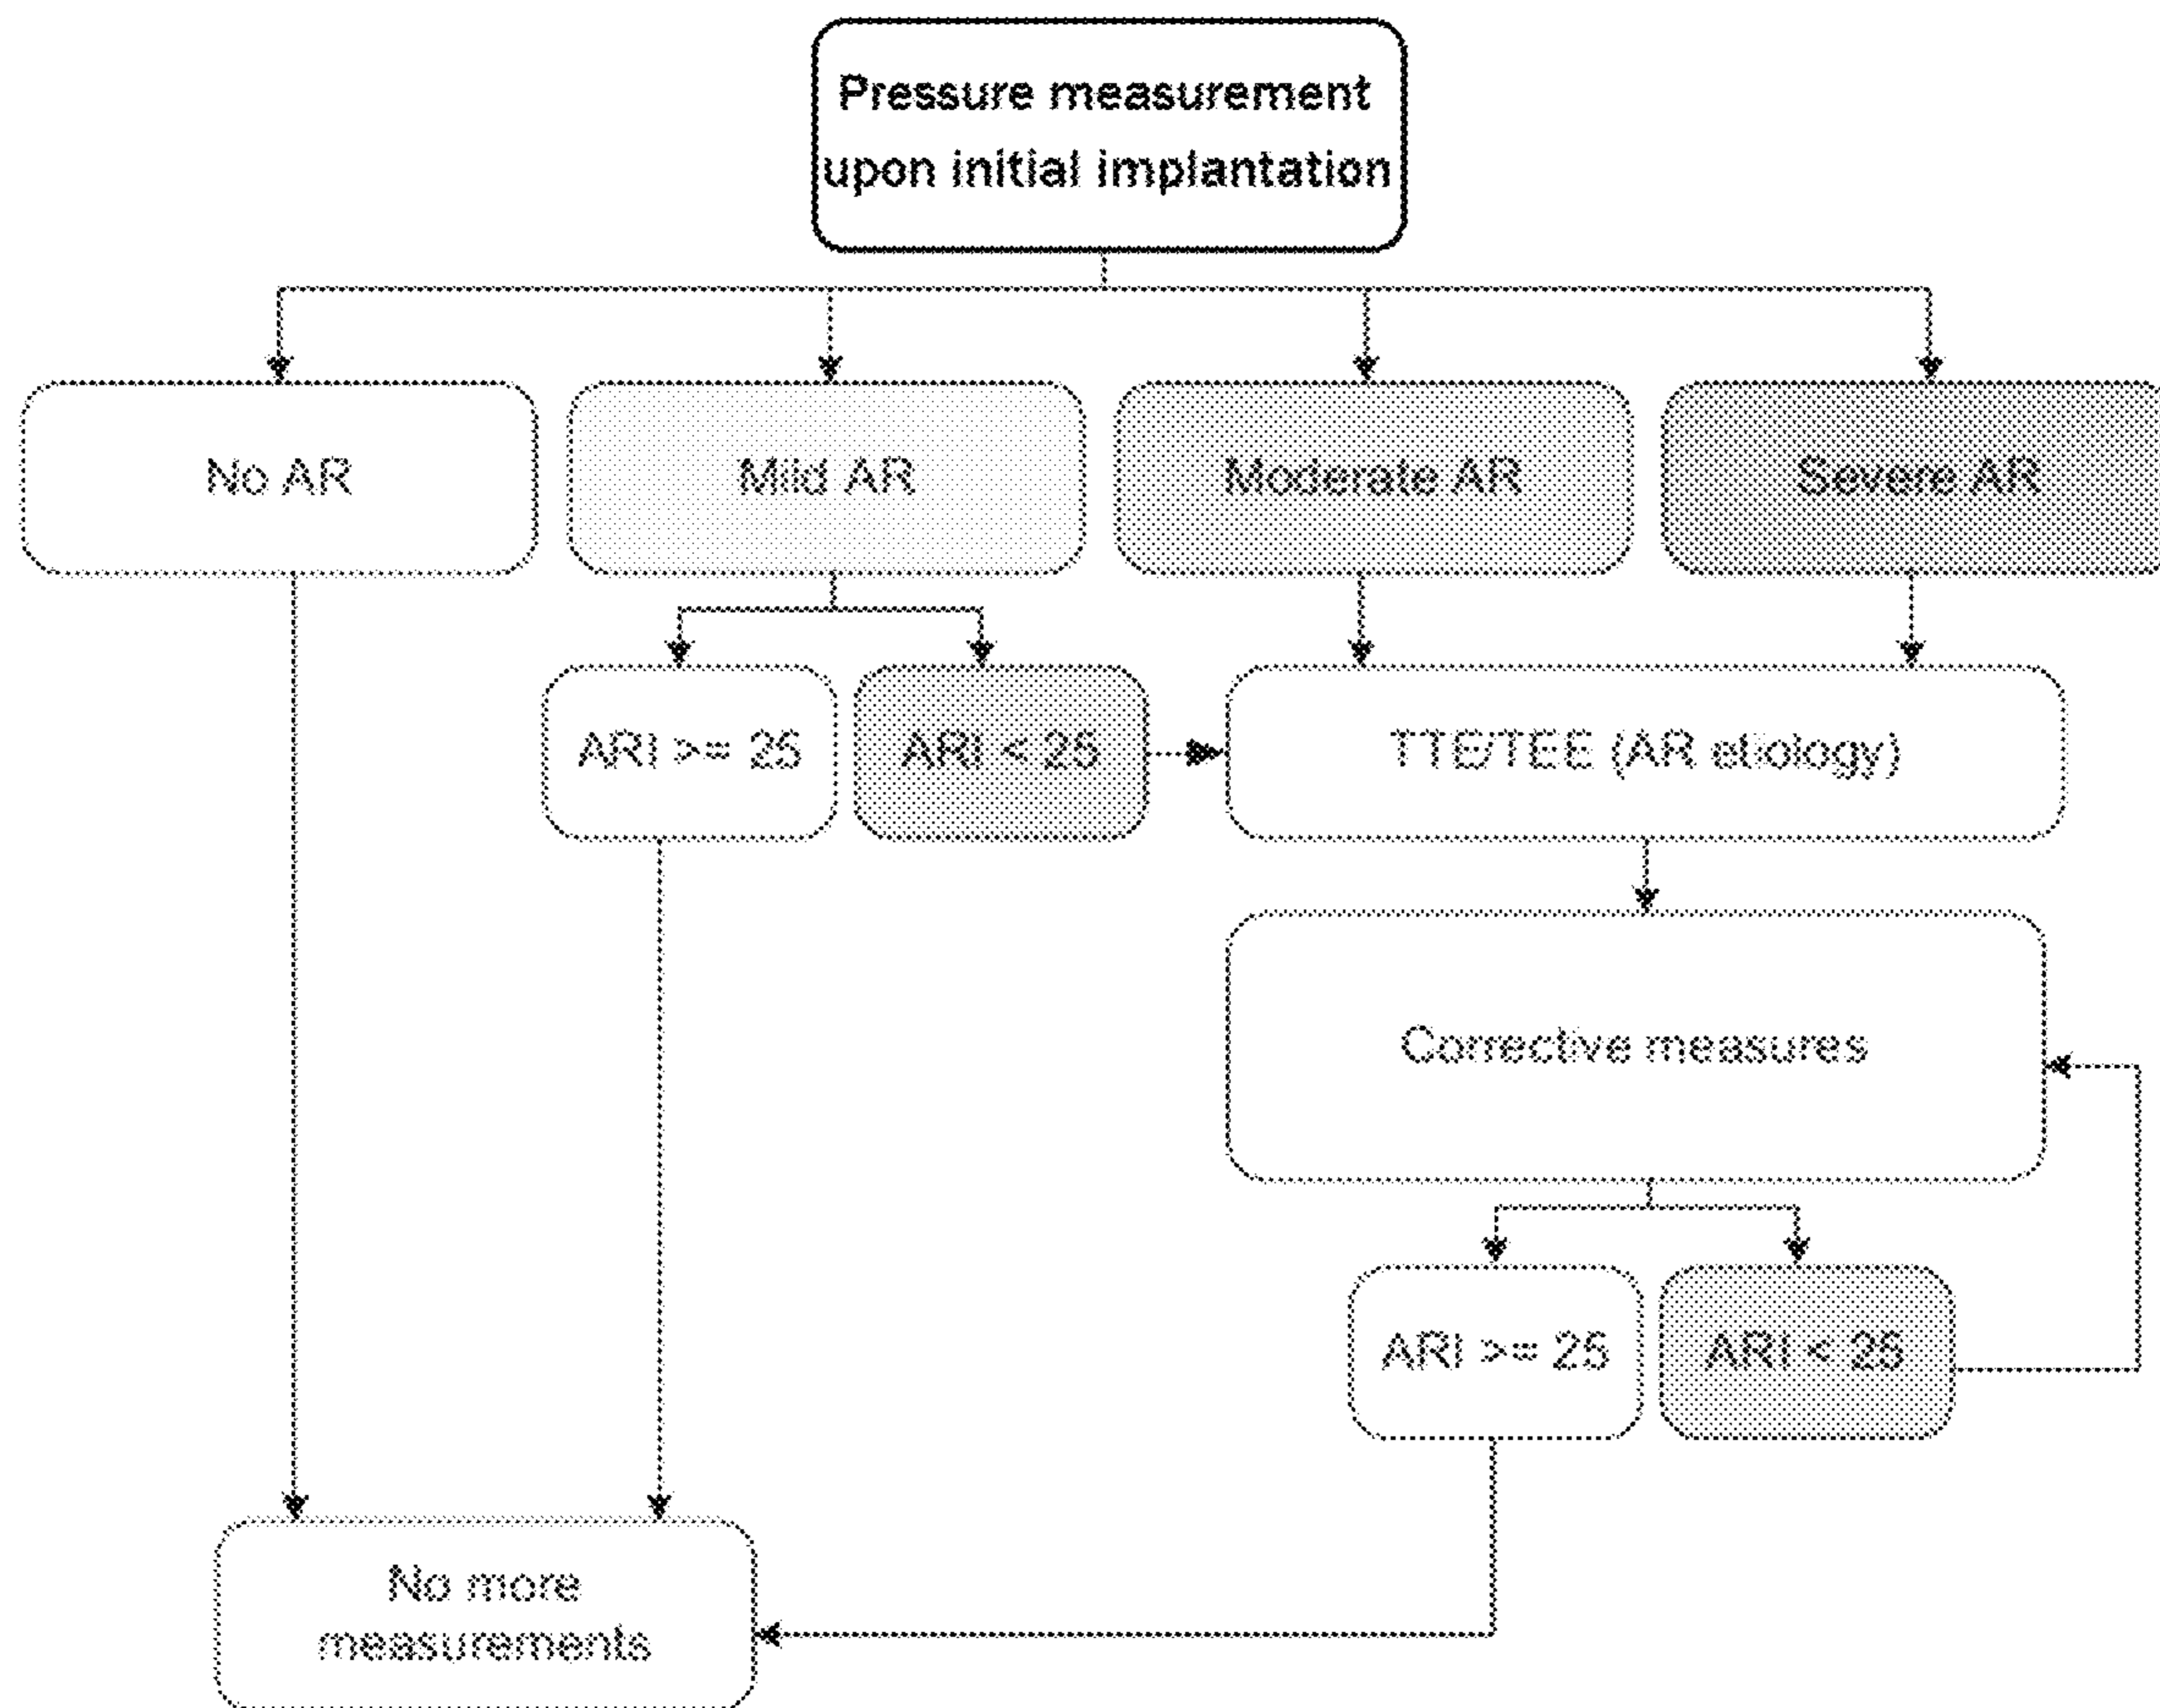 Pressure measurement
upon initial implantation
No AR
Mild AR
Moderate AR
Severe AR
ARI >= 25
ARI < 25
TTE/TEE (AR etiology)
Corrective measures
ARI >= 25
ARI < 25
No more
measurements